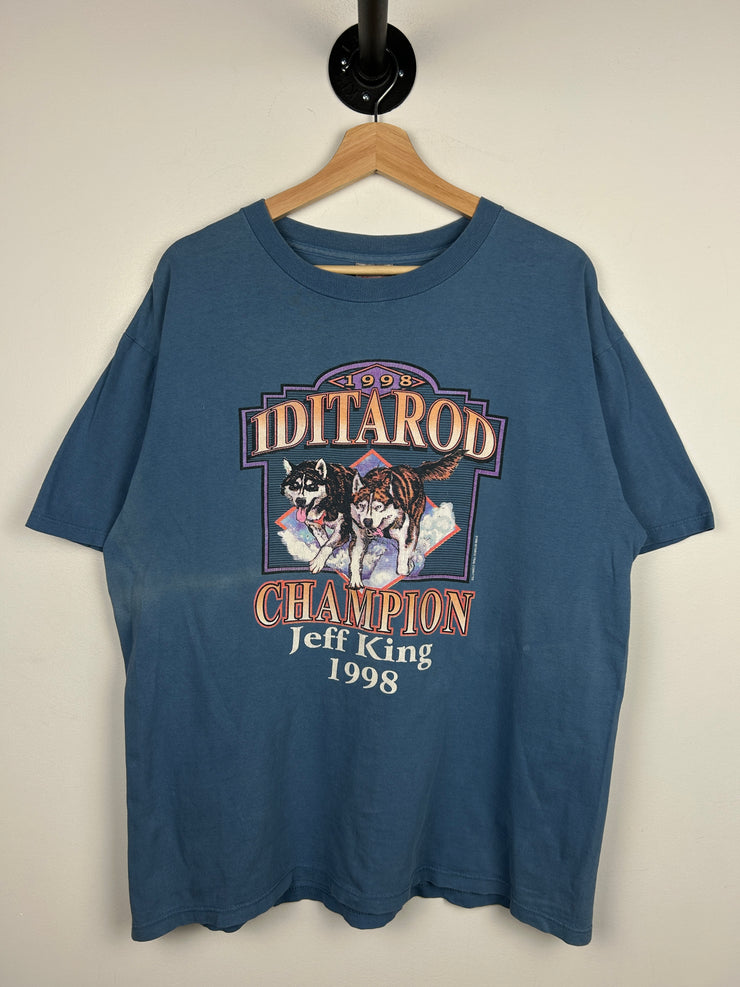 1998
IDITAROD
CHAMPION
Jeff King
1998